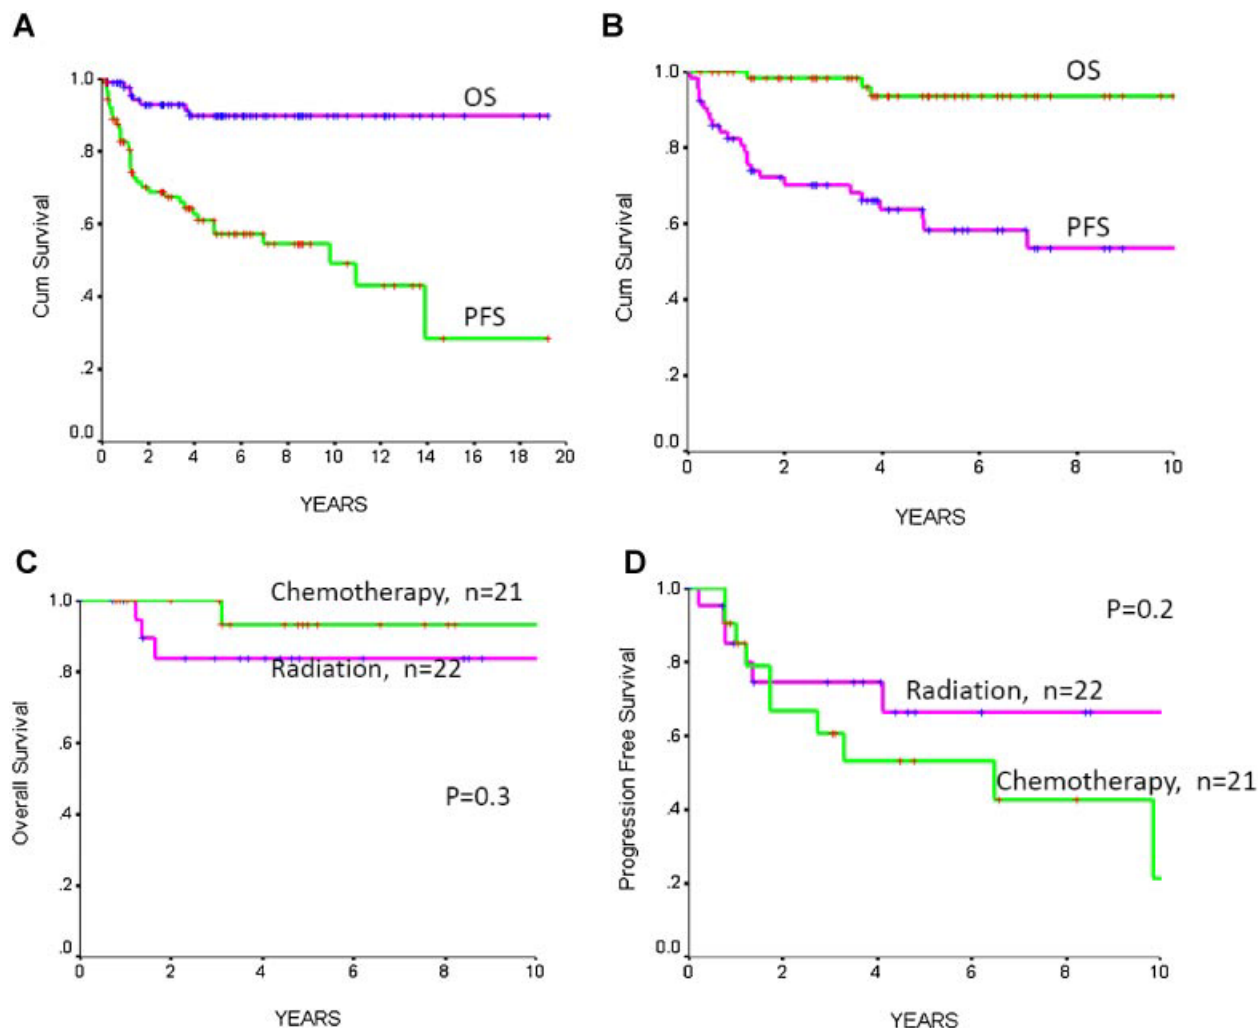 A
1.0
.8
.6
.4
.2
0.0
Cum Survival
OS
PFS
0 2 4 6 8 10 12 14 16 18 20
YEARS
B
1.0
.8
.6
.4
.2
0.0
Cum Survival
OS
PFS
0 2 4 6 8 10
YEARS
C
1.0
.8
.6
.4
.2
.0
Overall Survival
Chemotherapy, n=21
Radiation, n=22
P=0.3
0 2 4 6 8 10
YEARS
D
1.0
.8
.6
.4
.2
0.0
Progression Free Survival
P=0.2
Radiation, n=22
Chemotherapy, n=21
0 2 4 6 8 10
YEARS